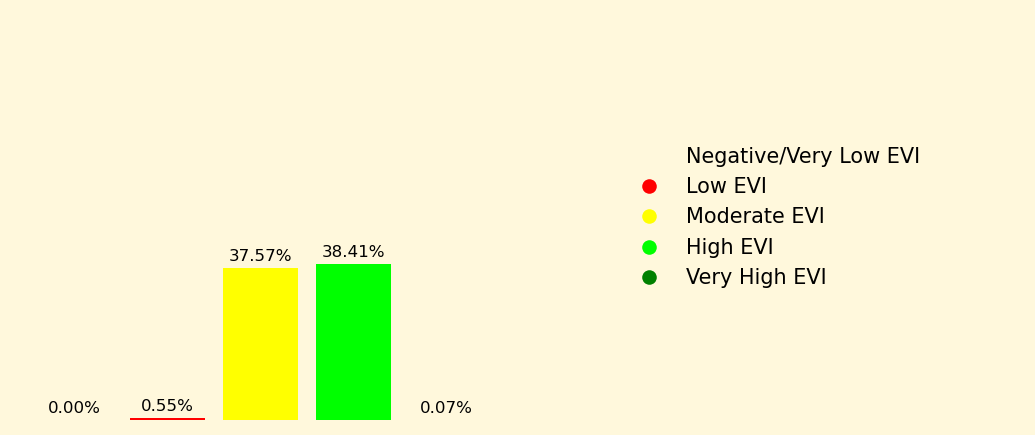 Negative/Very Low EVI
Low EVI
Moderate EVI
High EVI
Very High EVI
0.00%
0.55%
37.57%
38.41%
0.07%